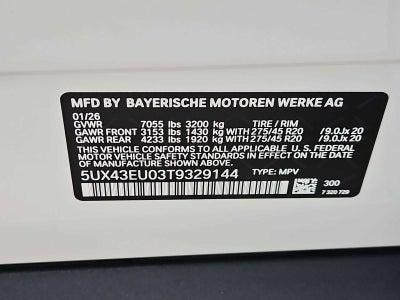 MFD BY BAYERISCHE MOTOREN WERKE AG
01/26
GVWR 7055 lbs 3200 kg TIRE / RIM
GAWR FRONT 3153 lbs 1430 kg WITH 275/45 R20 /9.0Jx 20
GAWR REAR 4233 lbs 1920 kg WITH 275/45 R20 /9.0Jx 20
THIS VEHICLE CONFORMS TO ALL APPLICABLE U.S. FEDERAL MOTOR
VEHICLE SAFETY STANDARDS IN EFFECT ON THE DATE
OF MANUFACTURE SHOWN ABOVE.
5UX43EU03T9329144 TYPE: MPV
300
7 320 729